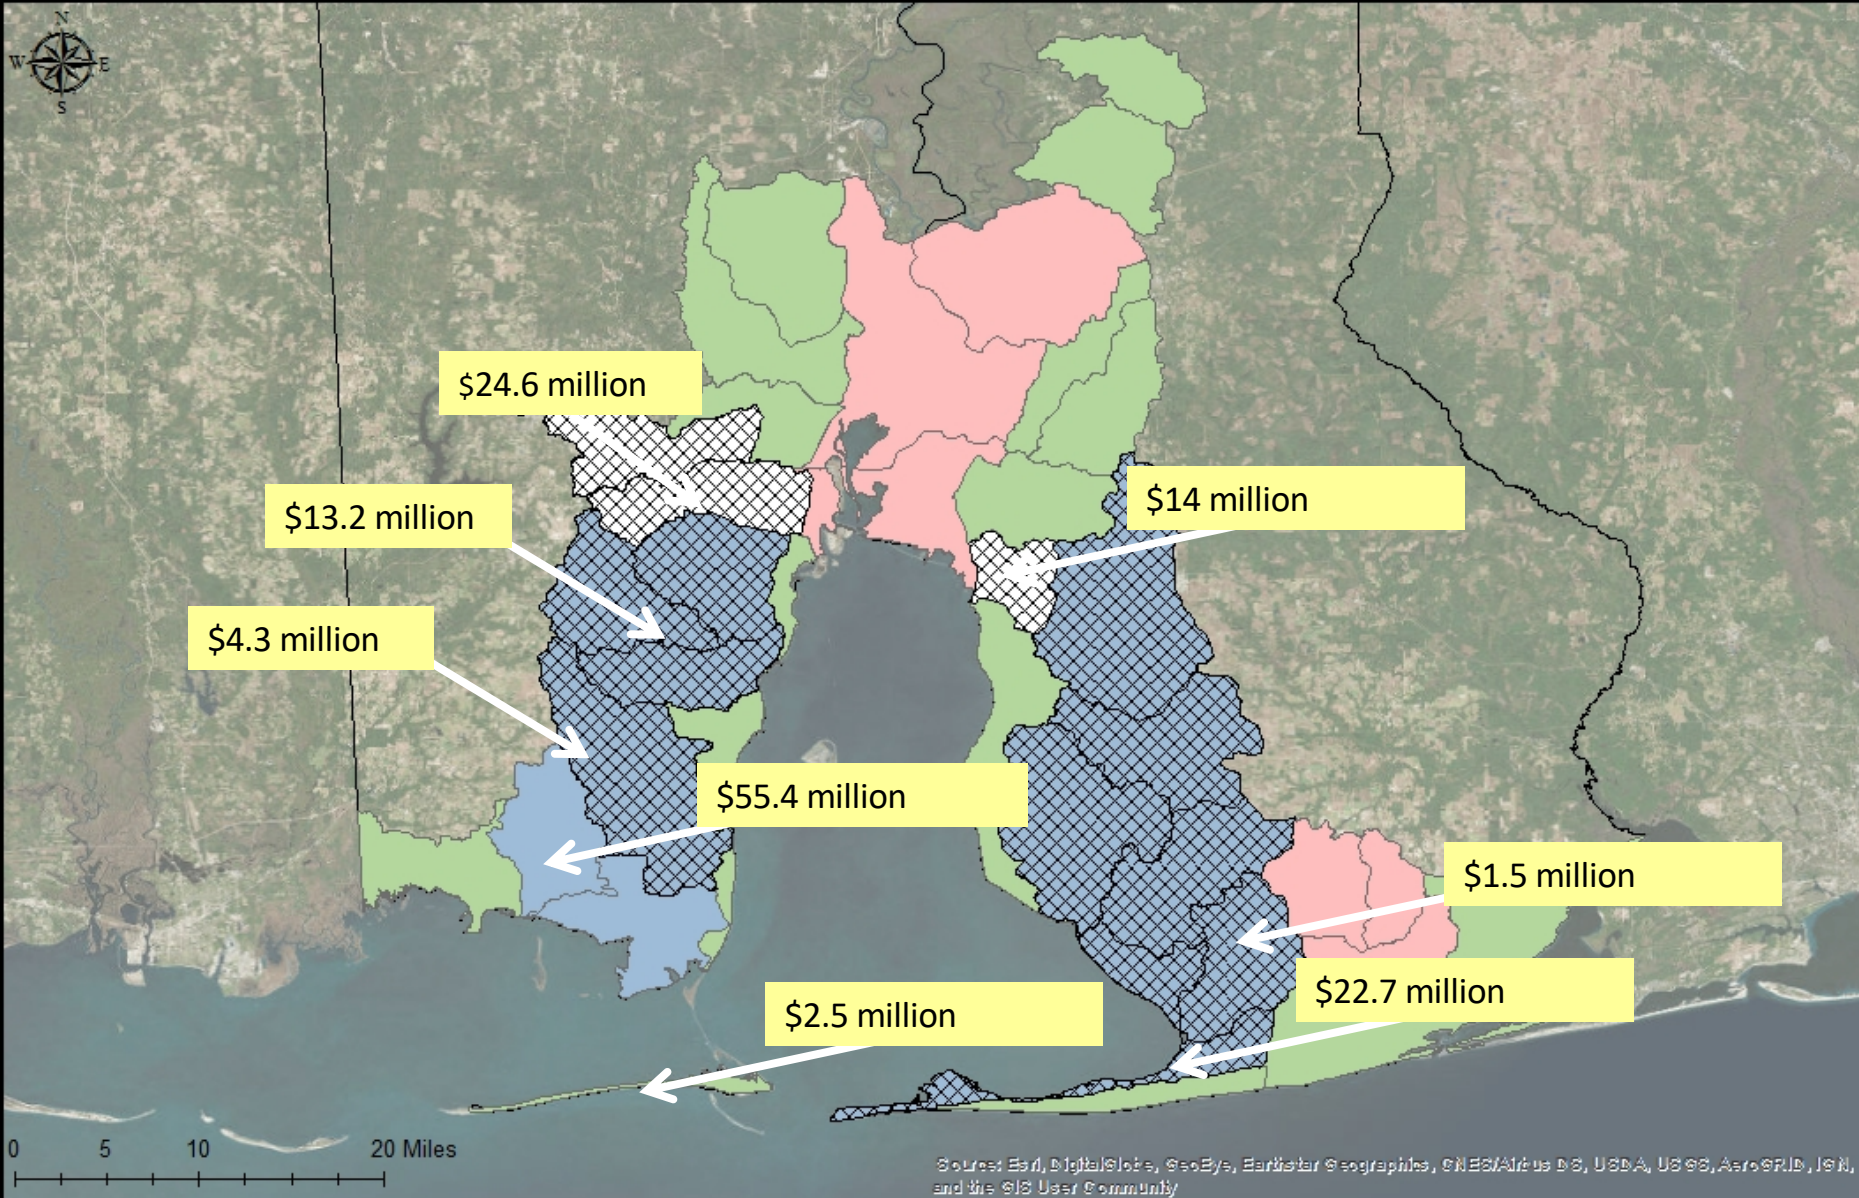 N
W E
S
$24.6 million
$13.2 million
$14 million
$4.3 million
$55.4 million
$1.5 million
$22.7 million
$2.5 million
0 5 10 20 Miles
Source: Esri, DigitalGlobe, GeoEye, Earthstar Geographics, CNES/Airbus DS, USDA, USGS, AeroGRID, IGN,
and the GIS User Community